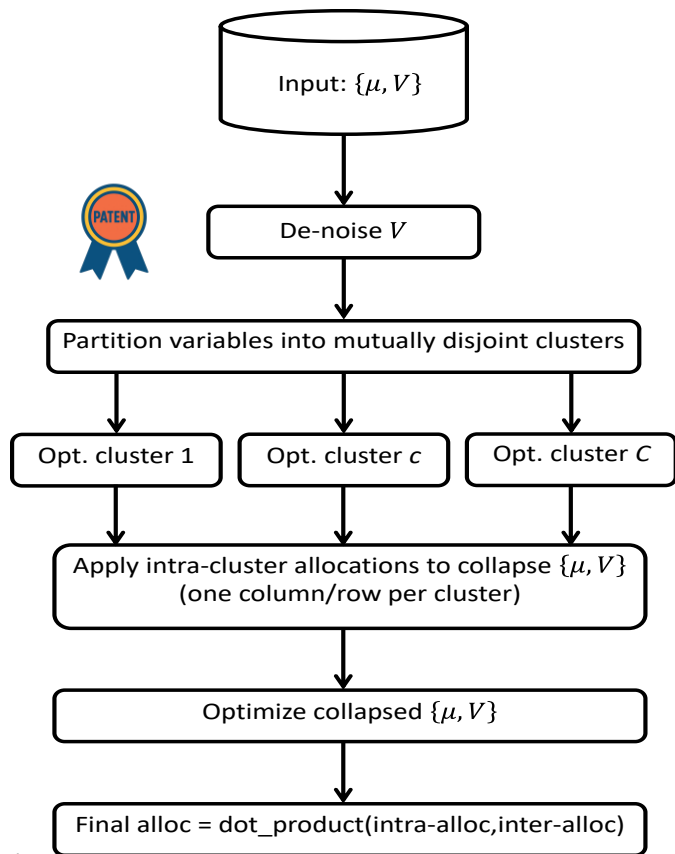 Input: {μ, V}
PATENT
De-noise V
Partition variables into mutually disjoint clusters
Opt. cluster 1
Opt. cluster c
Opt. cluster C
Apply intra-cluster allocations to collapse {μ, V}
(one column/row per cluster)
Optimize collapsed {μ, V}
Final alloc = dot_product(intra-alloc,inter-alloc)